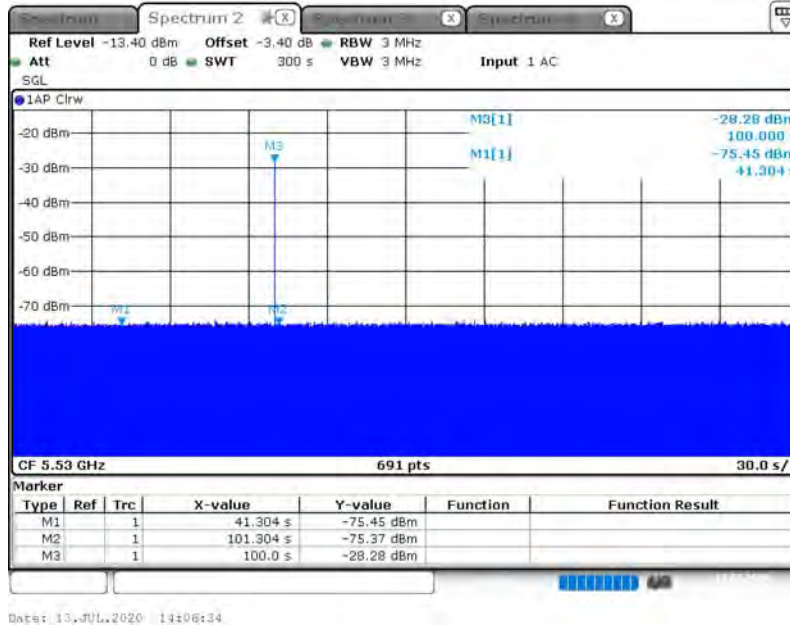 Spectrum Spectrum 2 X Spectrum X Spectrum X
Ref Level -13.40 dBm Offset -3.40 dB RBW 3 MHz
Att 0 dB SWT 300 s VBW 3 MHz Input 1 AC
SGL
1AP Clrw
M3[1] -28.28 dBm
100.000
M1[1] -75.45 dBm
41.304 s
-20 dBm
M3
-30 dBm
-40 dBm
-50 dBm
-60 dBm
-70 dBm
M1 M2
CF 5.53 GHz 691 pts 30.0 s/
Marker
Type Ref Trc X-value Y-value Function Function Result
M1 1 41.304 s -75.45 dBm
M2 1 101.304 s -75.37 dBm
M3 1 100.0 s -28.28 dBm
Date: 13.JUL.2020 14:06:34